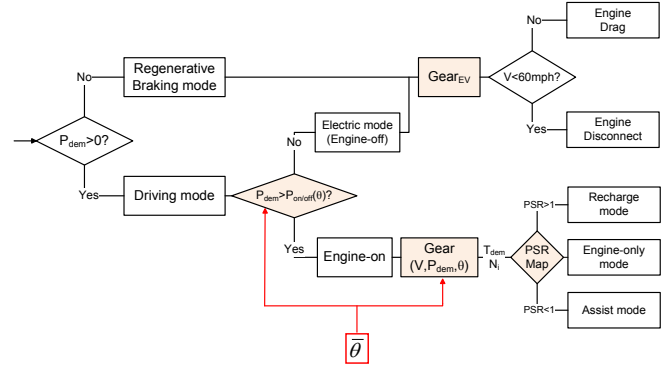 No
Engine
Drag
Regenerative
Braking mode
Gear_EV
V<60mph?
No
Electric mode
(Engine-off)
Yes
Engine
Disconnect
P_dem>0?
No
Yes
Driving mode
P_dem>P_on/off(θ)?
PSR>1
Recharge
mode
Yes
Engine-on
Gear
(V,P_dem,θ)
T_dem
N_i
PSR
Map
Engine-only
mode
PSR<1
Assist mode
θ̅